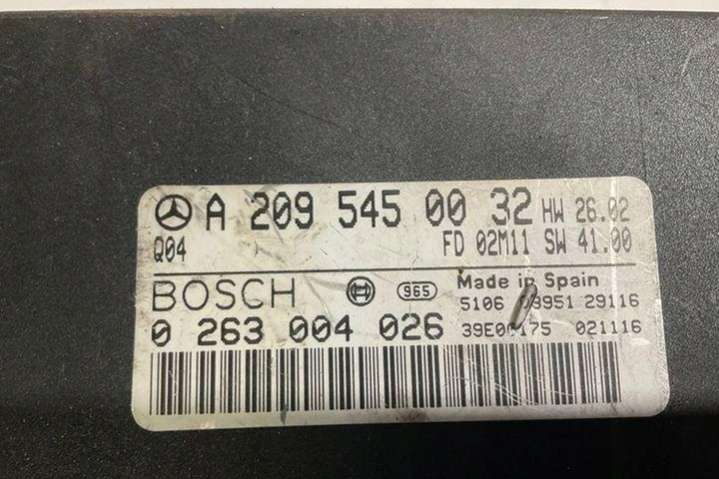 A 209 545 00 32 HW 26.02
Q04 FD 02M11 SW 41.00
BOSCH 965 Made in Spain
5106 29116
0 263 004 026 021116